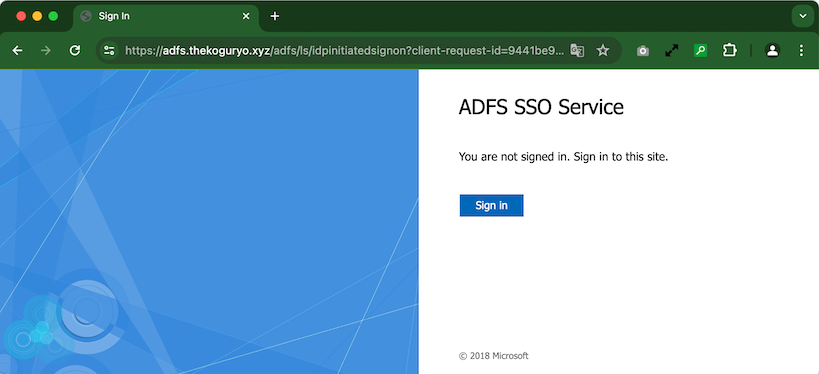 Sign In
https://adfs.thekoguryo.xyz/adfs/ls/idpinitiatedsignon?client-request-id=9441be9...
ADFS SSO Service
You are not signed in. Sign in to this site.
Sign in
© 2018 Microsoft